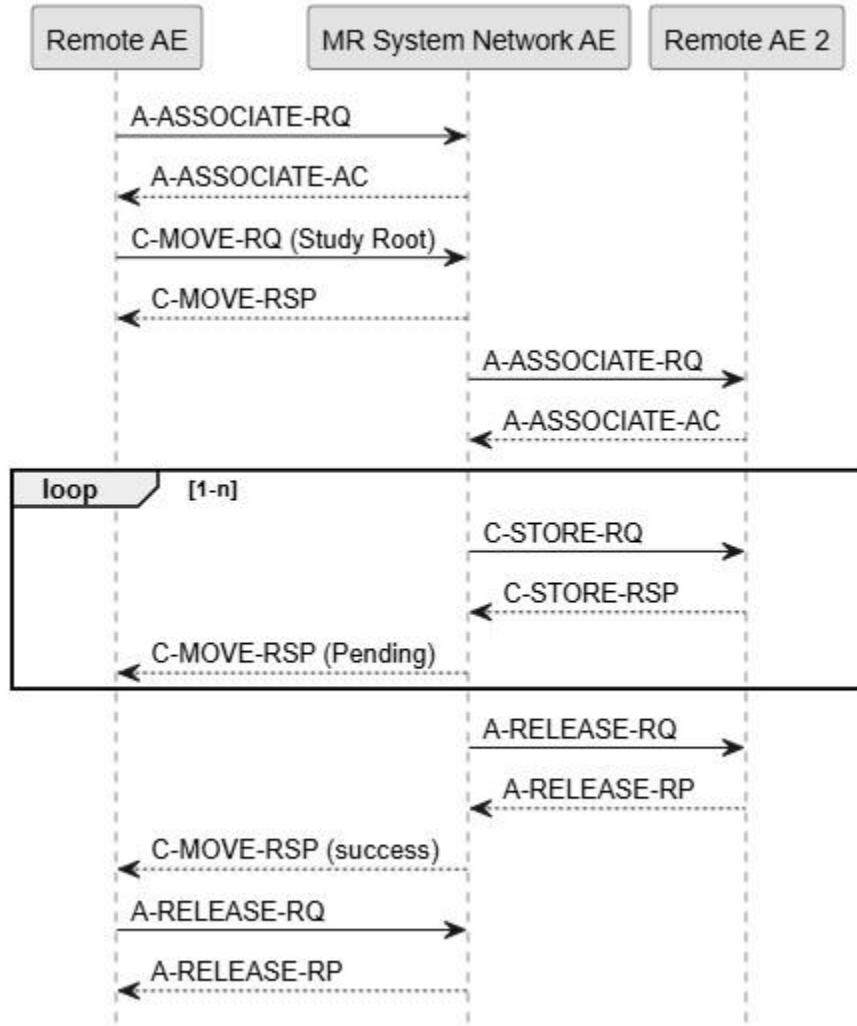 Remote AE
MR System Network AE
Remote AE 2
A-ASSOCIATE-RQ
A-ASSOCIATE-AC
C-MOVE-RQ (Study Root)
C-MOVE-RSP
A-ASSOCIATE-RQ
A-ASSOCIATE-AC
loop [1-n]
C-STORE-RQ
C-STORE-RSP
C-MOVE-RSP (Pending)
A-RELEASE-RQ
A-RELEASE-RP
C-MOVE-RSP (success)
A-RELEASE-RQ
A-RELEASE-RP